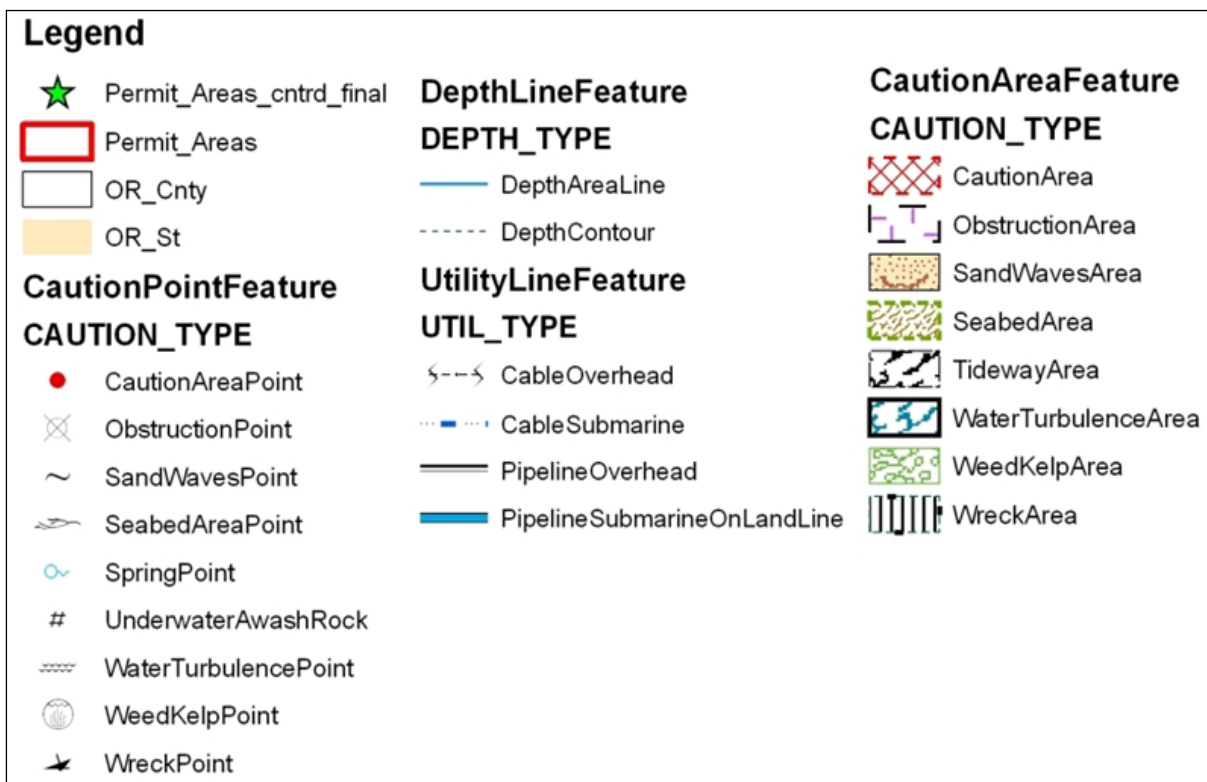 Legend
Permit_Areas_cntrd_final
Permit_Areas
OR_Cnty
OR_St
CautionPointFeature
CAUTION_TYPE
CautionAreaPoint
ObstructionPoint
SandWavesPoint
SeabedAreaPoint
SpringPoint
UnderwaterAwashRock
WaterTurbulencePoint
WeedKelpPoint
WreckPoint
DepthLineFeature
DEPTH_TYPE
DepthAreaLine
DepthContour
UtilityLineFeature
UTIL_TYPE
CableOverhead
CableSubmarine
PipelineOverhead
PipelineSubmarineOnLandLine
CautionAreaFeature
CAUTION_TYPE
CautionArea
ObstructionArea
SandWavesArea
SeabedArea
TidewayArea
WaterTurbulenceArea
WeedKelpArea
WreckArea